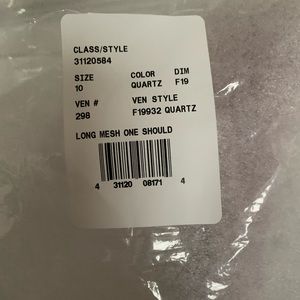 CLASS/STYLE
31120584
SIZE COLOR DIM
10 QUARTZ F19
VEN # VEN STYLE
298 F19932 QUARTZ
LONG MESH ONE SHOULD
4 31120 08171 4